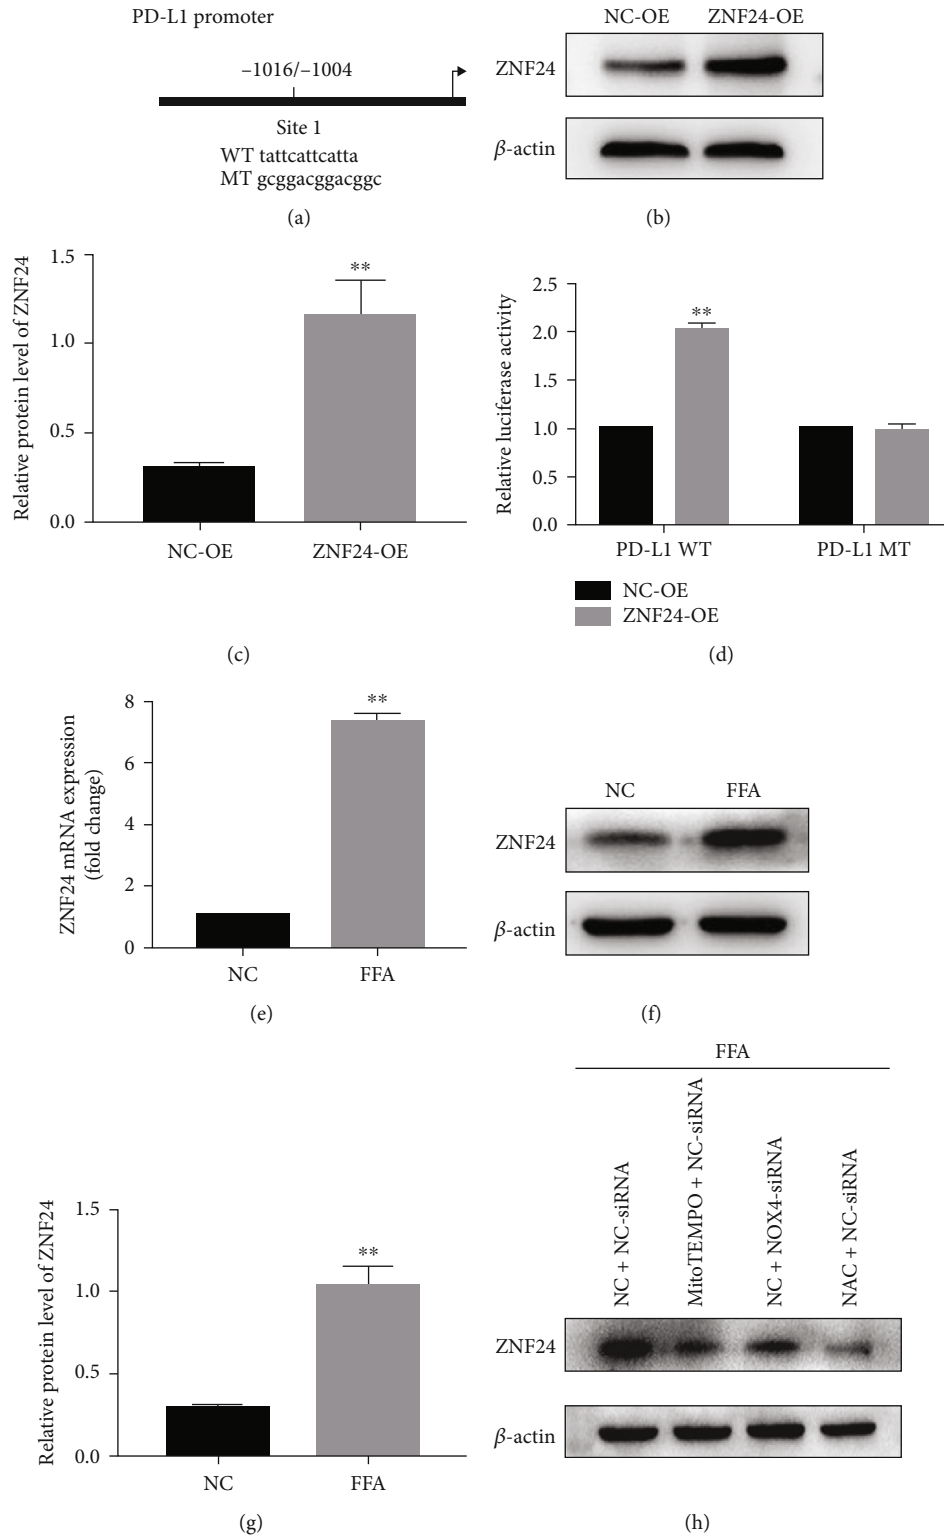 PD-L1 promoter
–1016/–1004
Site 1
WT tattcattcatta
MT gcggacggacggc
(a)
NC-OE ZNF24-OE
ZNF24
β-actin
(b)
Relative protein level of ZNF24
1.5
1.0
0.5
0.0
**
NC-OE ZNF24-OE
(c)
Relative luciferase activity
2.5
2.0
1.5
1.0
0.5
0.0
**
PD-L1 WT PD-L1 MT
NC-OE
ZNF24-OE
(d)
ZNF24 mRNA expression
(fold change)
8
6
4
2
0
**
NC FFA
(e)
NC FFA
ZNF24
β-actin
(f)
Relative protein level of ZNF24
1.5
1.0
0.5
0.0
**
NC FFA
(g)
FFA
NC + NC-siRNA
MitoTEMPO + NC-siRNA
NC + NOX4-siRNA
NAC + NC-siRNA
ZNF24
β-actin
(h)